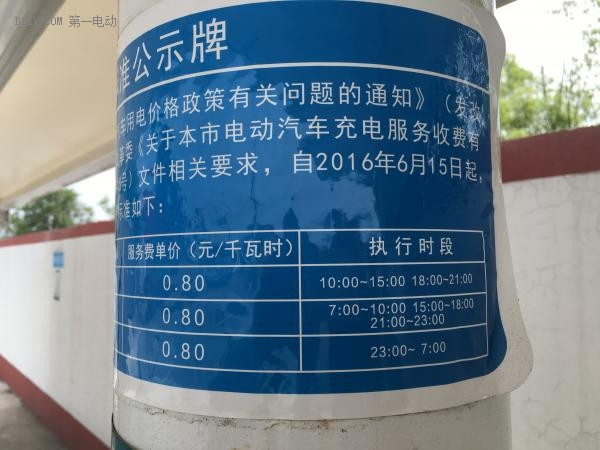 第一电动
准公示牌
车用电价格政策有关问题的通知》（发改
革委《关于本市电动汽车充电服务收费有
号）文件相关要求，自2016年6月15日起，
标准如下：
服务费单价（元/千瓦时） 执行时段
0.80 10:00~15:00 18:00~21:00
0.80 7:00~10:00 15:00~18:00
21:00~23:00
0.80 23:00~ 7:00